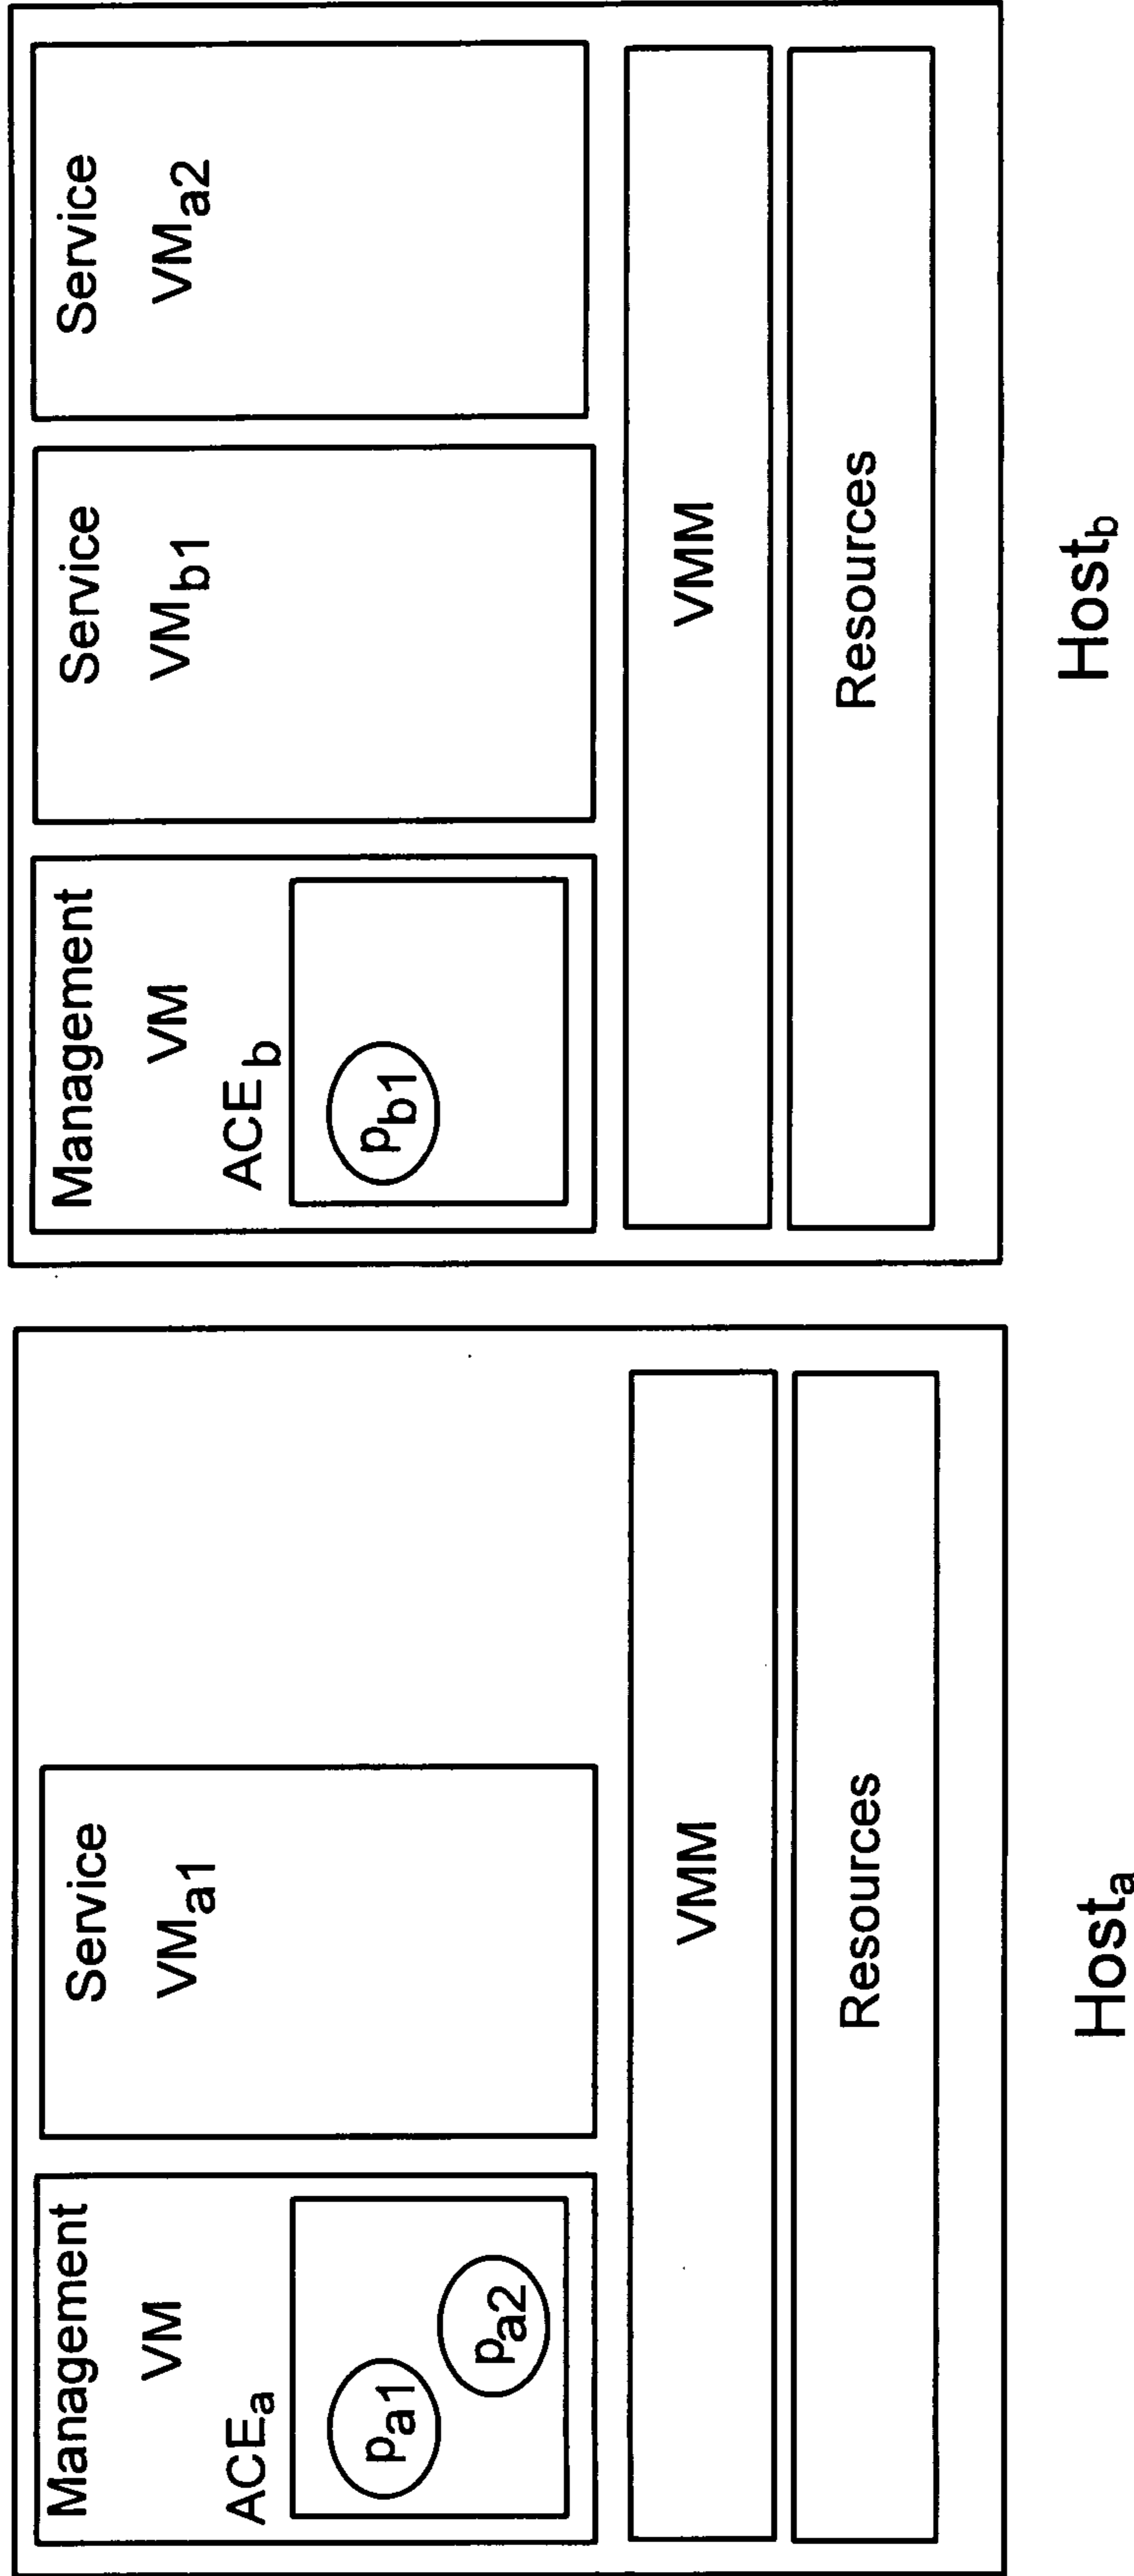 Management
VM
ACEa
pa1
pa2
Service
VMa1
VMM
Resources
Hosta
Management
VM
ACEb
pb1
Service
VMb1
Service
VMa2
VMM
Resources
Hostb